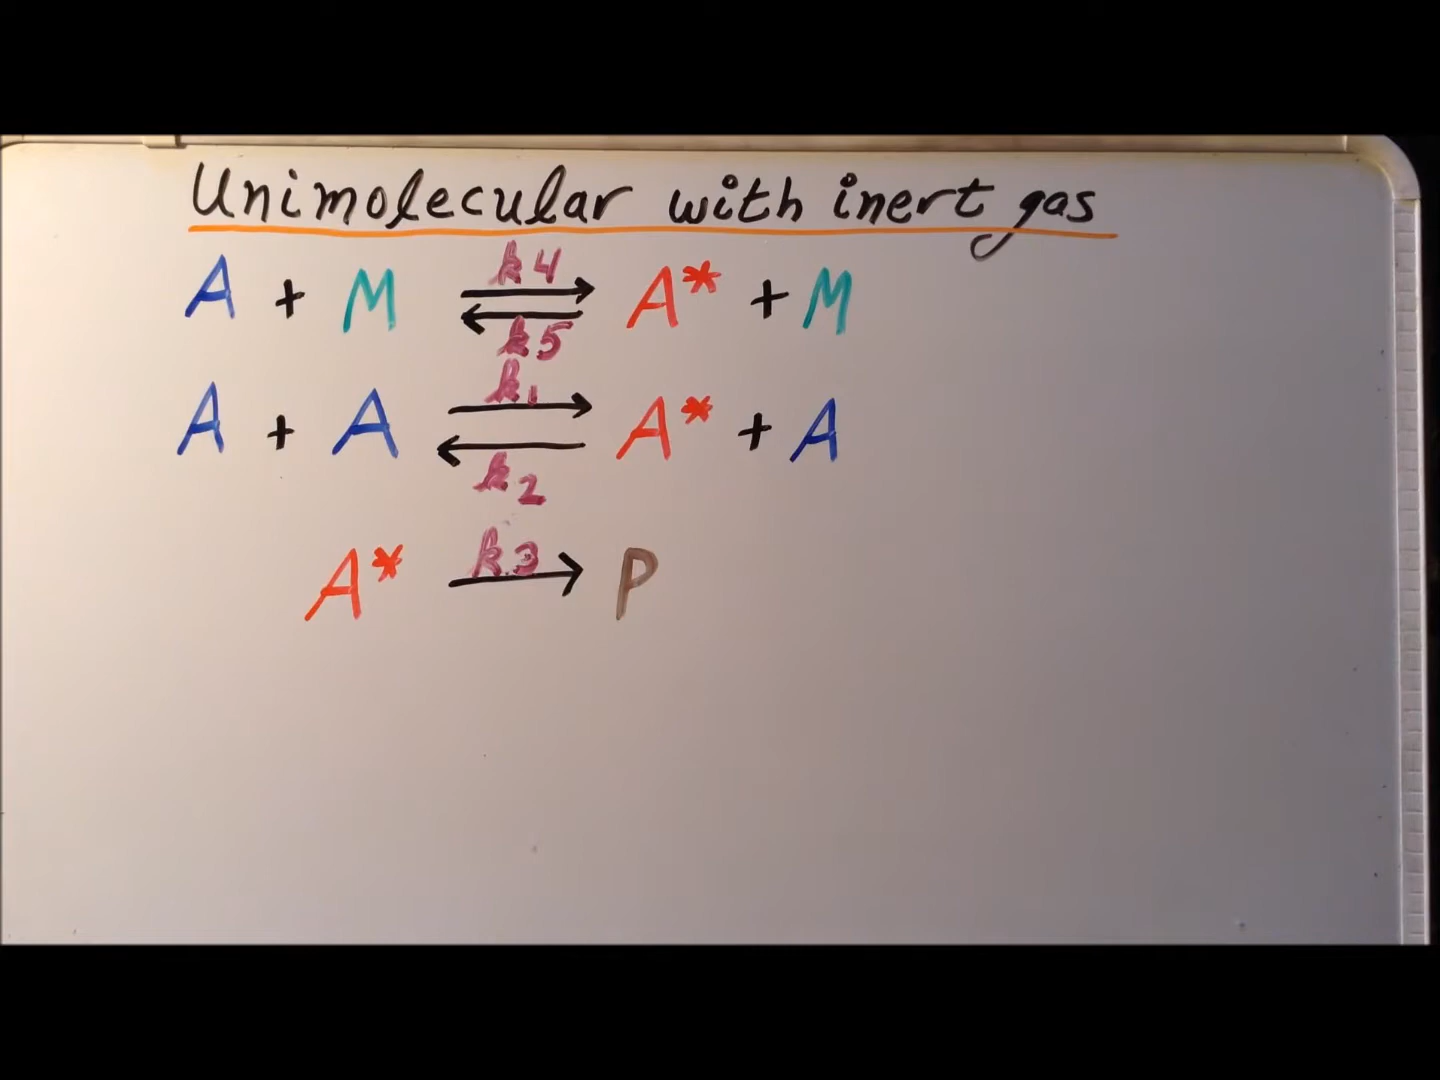 Unimolecular with inert gas
k4
A + M ⇌ A* + M
k5
k1
A + A ⇌ A* + A
k2
k3
A* → P